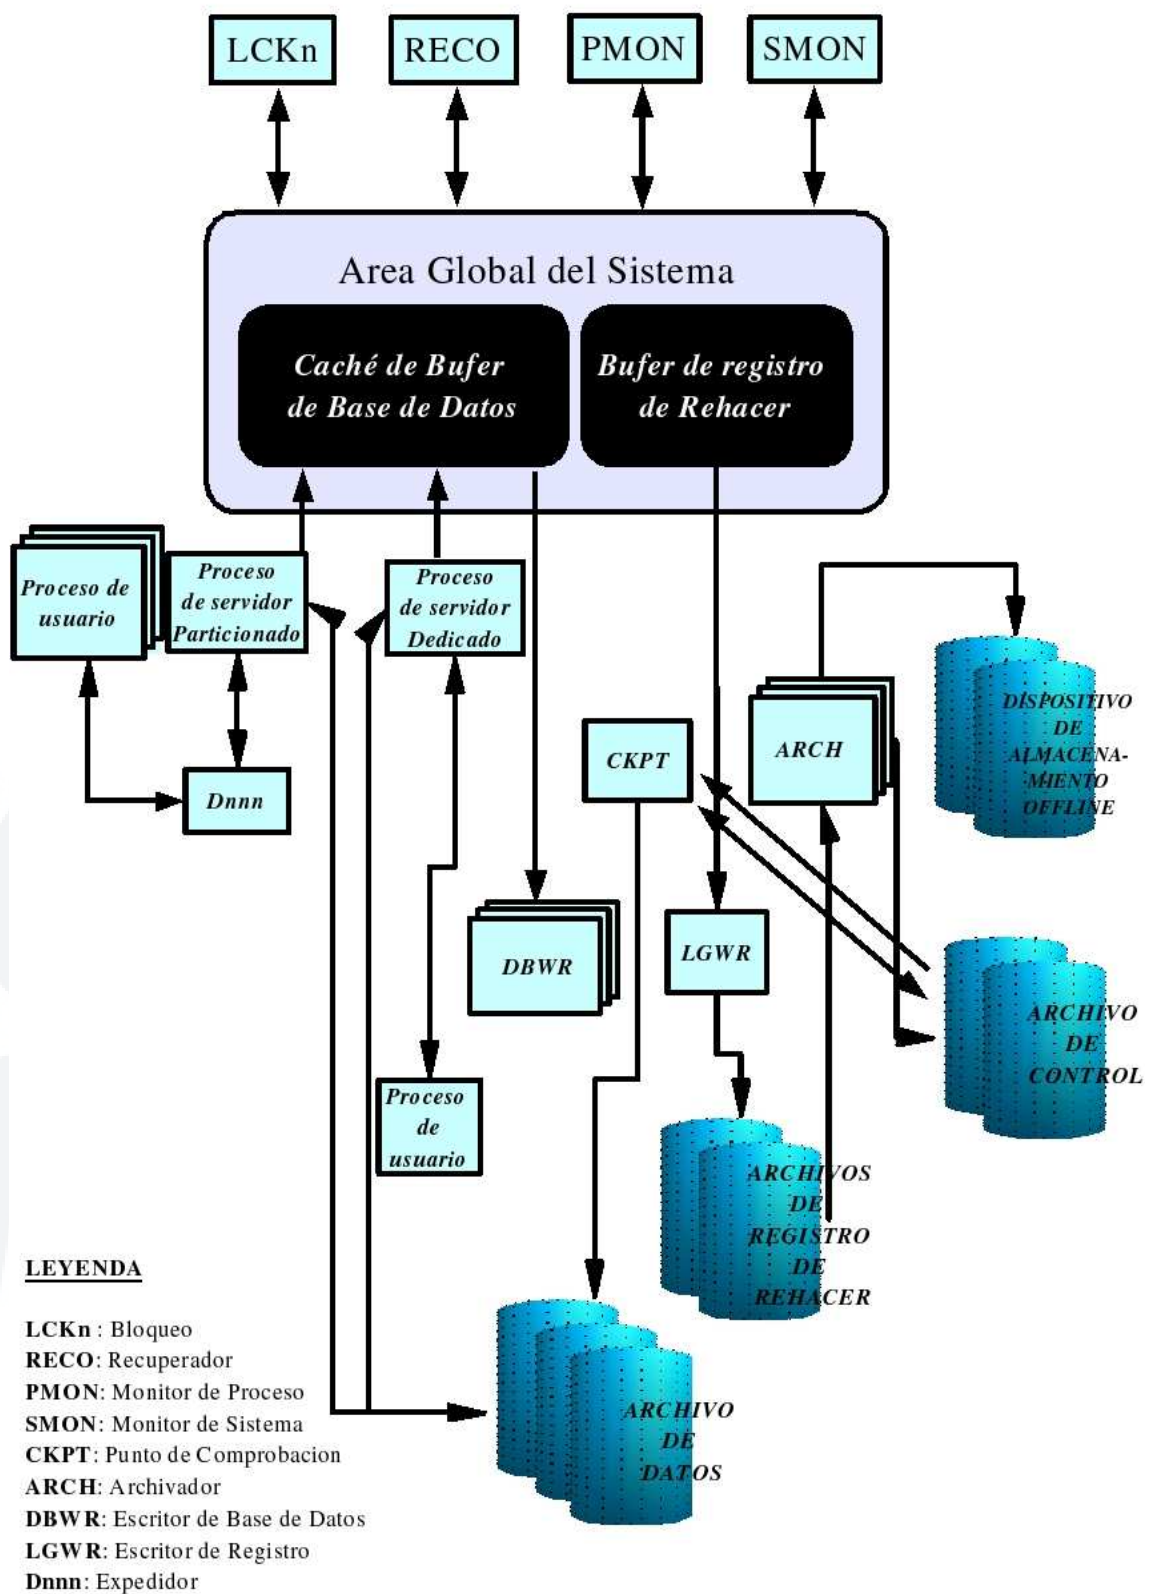 LCKn
RECO
PMON
SMON
Area Global del Sistema
Caché de Bufer
de Base de Datos
Bufer de registro
de Rehacer
Proceso de
usuario
Proceso
de servidor
Particionado
Proceso
de servidor
Dedicado
Dnnn
CKPT
ARCH
DISPOSITIVO
DE
ALMACENA-
MIENTO
OFFLINE
DBWR
LGWR
ARCHIVO
DE
CONTROL
Proceso
de
usuario
ARCHIVOS
DE
REGISTRO
DE
REHACER
ARCHIVO
DE
DATOS
LEYENDA
LCKn : Bloqueo
RECO: Recuperador
PMON: Monitor de Proceso
SMON: Monitor de Sistema
CKPT: Punto de Comprobacion
ARCH: Archivador
DBWR: Escritor de Base de Datos
LGWR: Escritor de Registro
Dnnn: Expedidor